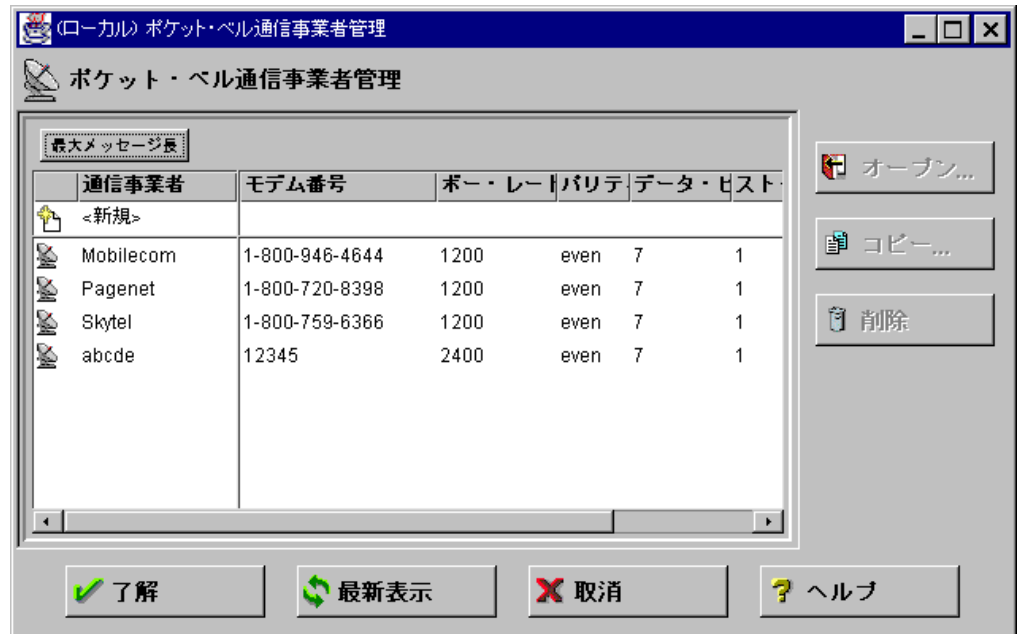 (ローカル) ポケット・ベル通信事業者管理
ポケット・ベル通信事業者管理
最大メッセージ長
通信事業者 モデム番号 ボー・レート パリテ データ・ビ スト
<新規>
Mobilecom 1-800-946-4644 1200 even 7 1
Pagenet 1-800-720-8398 1200 even 7 1
Skytel 1-800-759-6366 1200 even 7 1
abcde 12345 2400 even 7 1
オープン...
コピー...
削除
了解 最新表示 取消 ヘルプ